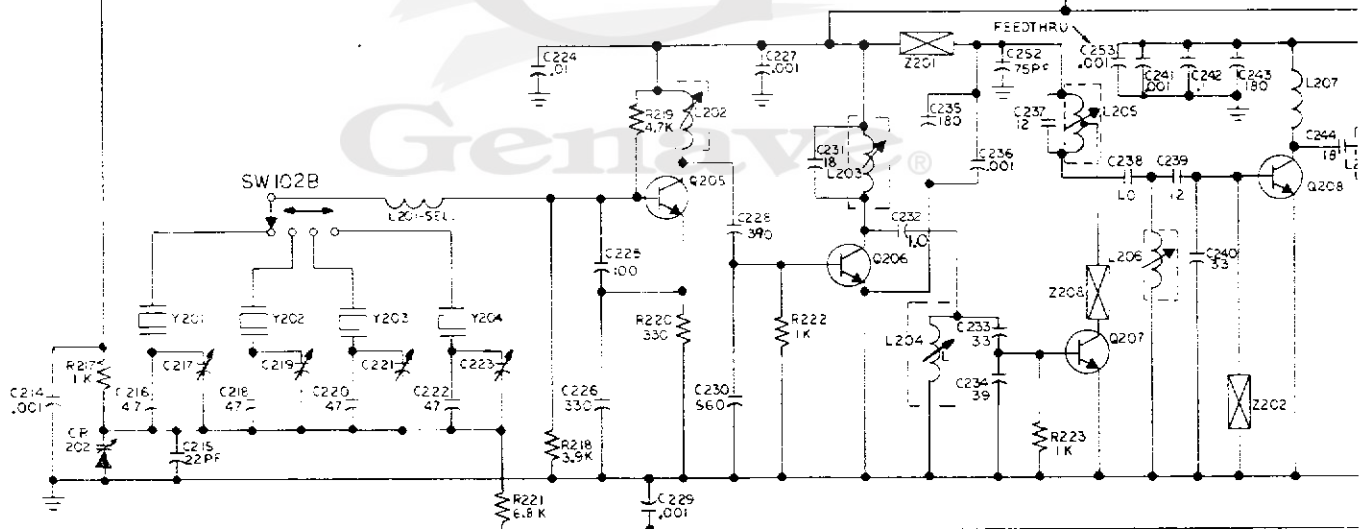 Genave®
FEEDTHRU
C224
.01
C227
.001
Z201
C252
75PF
C253
.001
C241
.001
C242
.1
C243
180
L207
R219
4.7K
L202
C235
180
C237
12
L205
C231
18
L203
C236
.001
C244
18
SW102B
L201-SEL.
Q205
C238
1.0
C239
12
Q208
C228
390
C232
1.0
Q206
C225
100
L206
C240
33
Z208
Y201
Y202
Y203
Y204
R220
330
R222
1K
L204
C233
33
Q207
R217
1K
C217
C219
C221
C223
C214
.001
C216
47
C218
47
C220
47
C222
47
C226
330
C230
560
C234
39
Z202
CR
202
C215
22PF
R218
3.9K
R223
1K
R221
6.8K
C229
.001